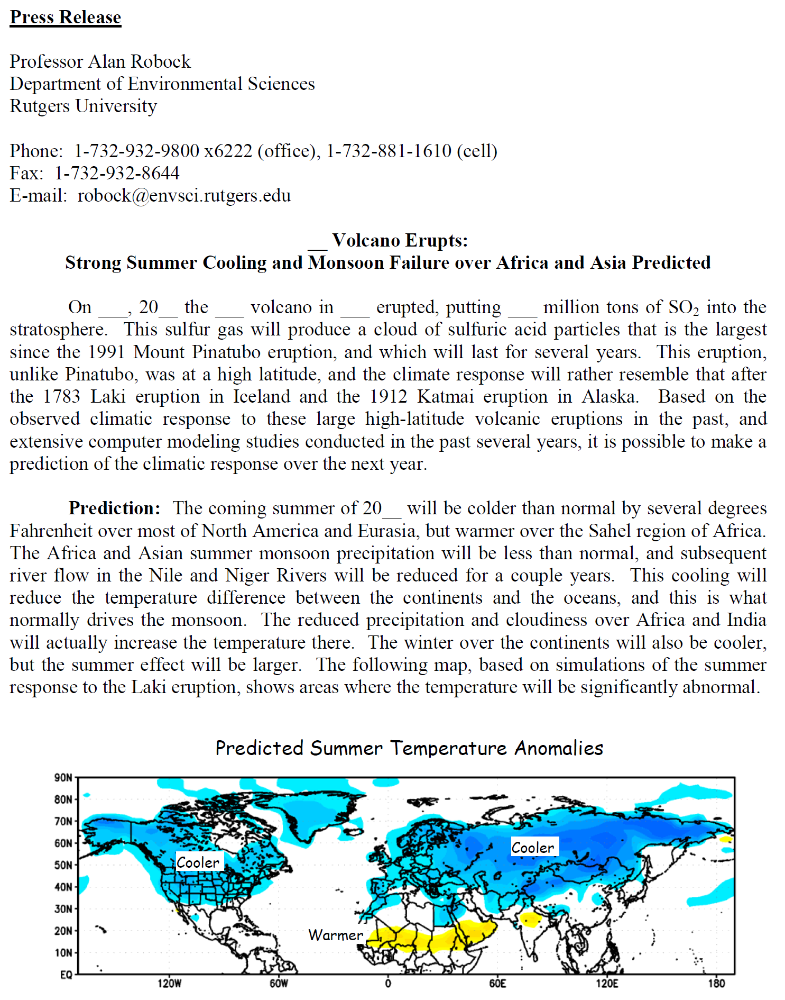 Press Release
Professor Alan Robock
Department of Environmental Sciences
Rutgers University
Phone: 1-732-932-9800 x6222 (office), 1-732-881-1610 (cell)
Fax: 1-732-932-8644
E-mail: robock@envsci.rutgers.edu
__ Volcano Erupts:
Strong Summer Cooling and Monsoon Failure over Africa and Asia Predicted
On ___, 20__ the ___ volcano in ___ erupted, putting ___ million tons of SO₂ into the
stratosphere. This sulfur gas will produce a cloud of sulfuric acid particles that is the largest
since the 1991 Mount Pinatubo eruption, and which will last for several years. This eruption,
unlike Pinatubo, was at a high latitude, and the climate response will rather resemble that after
the 1783 Laki eruption in Iceland and the 1912 Katmai eruption in Alaska. Based on the
observed climatic response to these large high-latitude volcanic eruptions in the past, and
extensive computer modeling studies conducted in the past several years, it is possible to make a
prediction of the climatic response over the next year.
Prediction: The coming summer of 20__ will be colder than normal by several degrees
Fahrenheit over most of North America and Eurasia, but warmer over the Sahel region of Africa.
The Africa and Asian summer monsoon precipitation will be less than normal, and subsequent
river flow in the Nile and Niger Rivers will be reduced for a couple years. This cooling will
reduce the temperature difference between the continents and the oceans, and this is what
normally drives the monsoon. The reduced precipitation and cloudiness over Africa and India
will actually increase the temperature there. The winter over the continents will also be cooler,
but the summer effect will be larger. The following map, based on simulations of the summer
response to the Laki eruption, shows areas where the temperature will be significantly abnormal.
Predicted Summer Temperature Anomalies
90N
80N
70N
60N
Cooler
50N
Cooler
40N
30N
20N
Warmer
10N
EQ
120W 60W 0 60E 120E 180